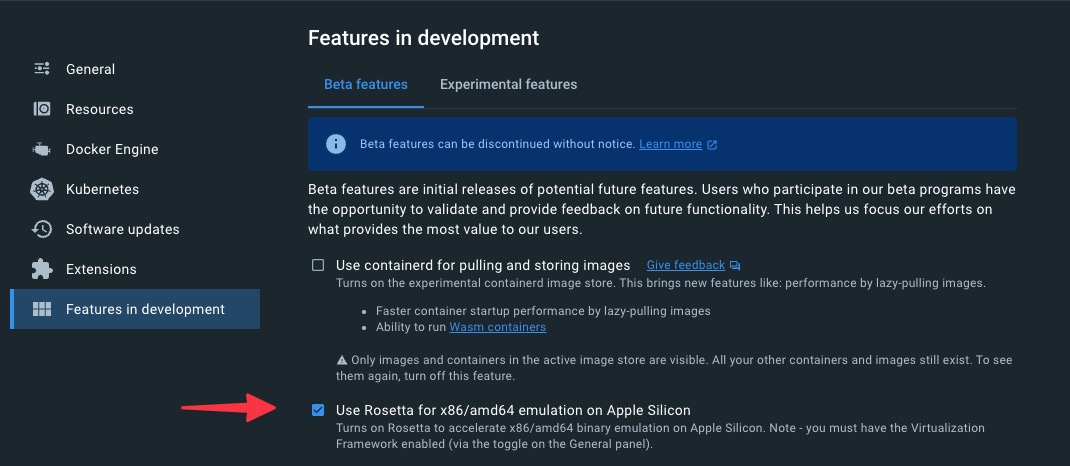 Features in development
General
Resources
Docker Engine
Kubernetes
Software updates
Extensions
Features in development
Beta features
Experimental features
Beta features can be discontinued without notice. Learn more
Beta features are initial releases of potential future features. Users who participate in our beta programs have
the opportunity to validate and provide feedback on future functionality. This helps us focus our efforts on
what provides the most value to our users.
Use containerd for pulling and storing images Give feedback
Turns on the experimental containerd image store. This brings new features like: performance by lazy-pulling images.
• Faster container startup performance by lazy-pulling images
• Ability to run Wasm containers
Only images and containers in the active image store are visible. All your other containers and images still exist. To see
them again, turn off this feature.
Use Rosetta for x86/amd64 emulation on Apple Silicon
Turns on Rosetta to accelerate x86/amd64 binary emulation on Apple Silicon. Note - you must have the Virtualization
Framework enabled (via the toggle on the General panel).